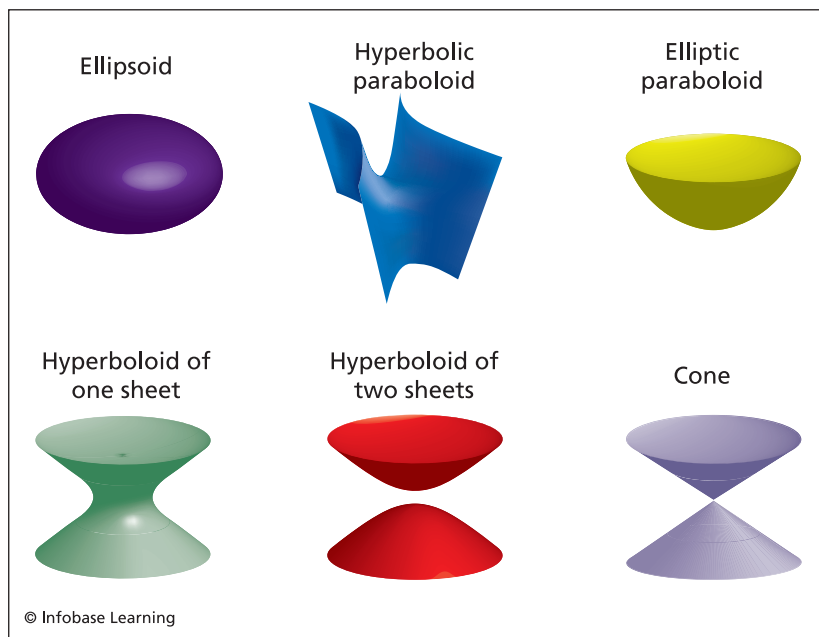 Ellipsoid
Hyperbolic
paraboloid
Elliptic
paraboloid
Hyperboloid of
one sheet
Hyperboloid of
two sheets
Cone
© Infobase Learning